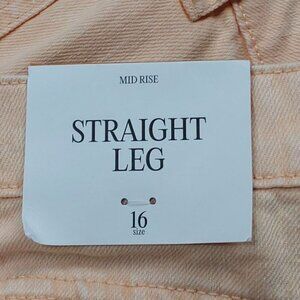 MID RISE
STRAIGHT
LEG
16
size